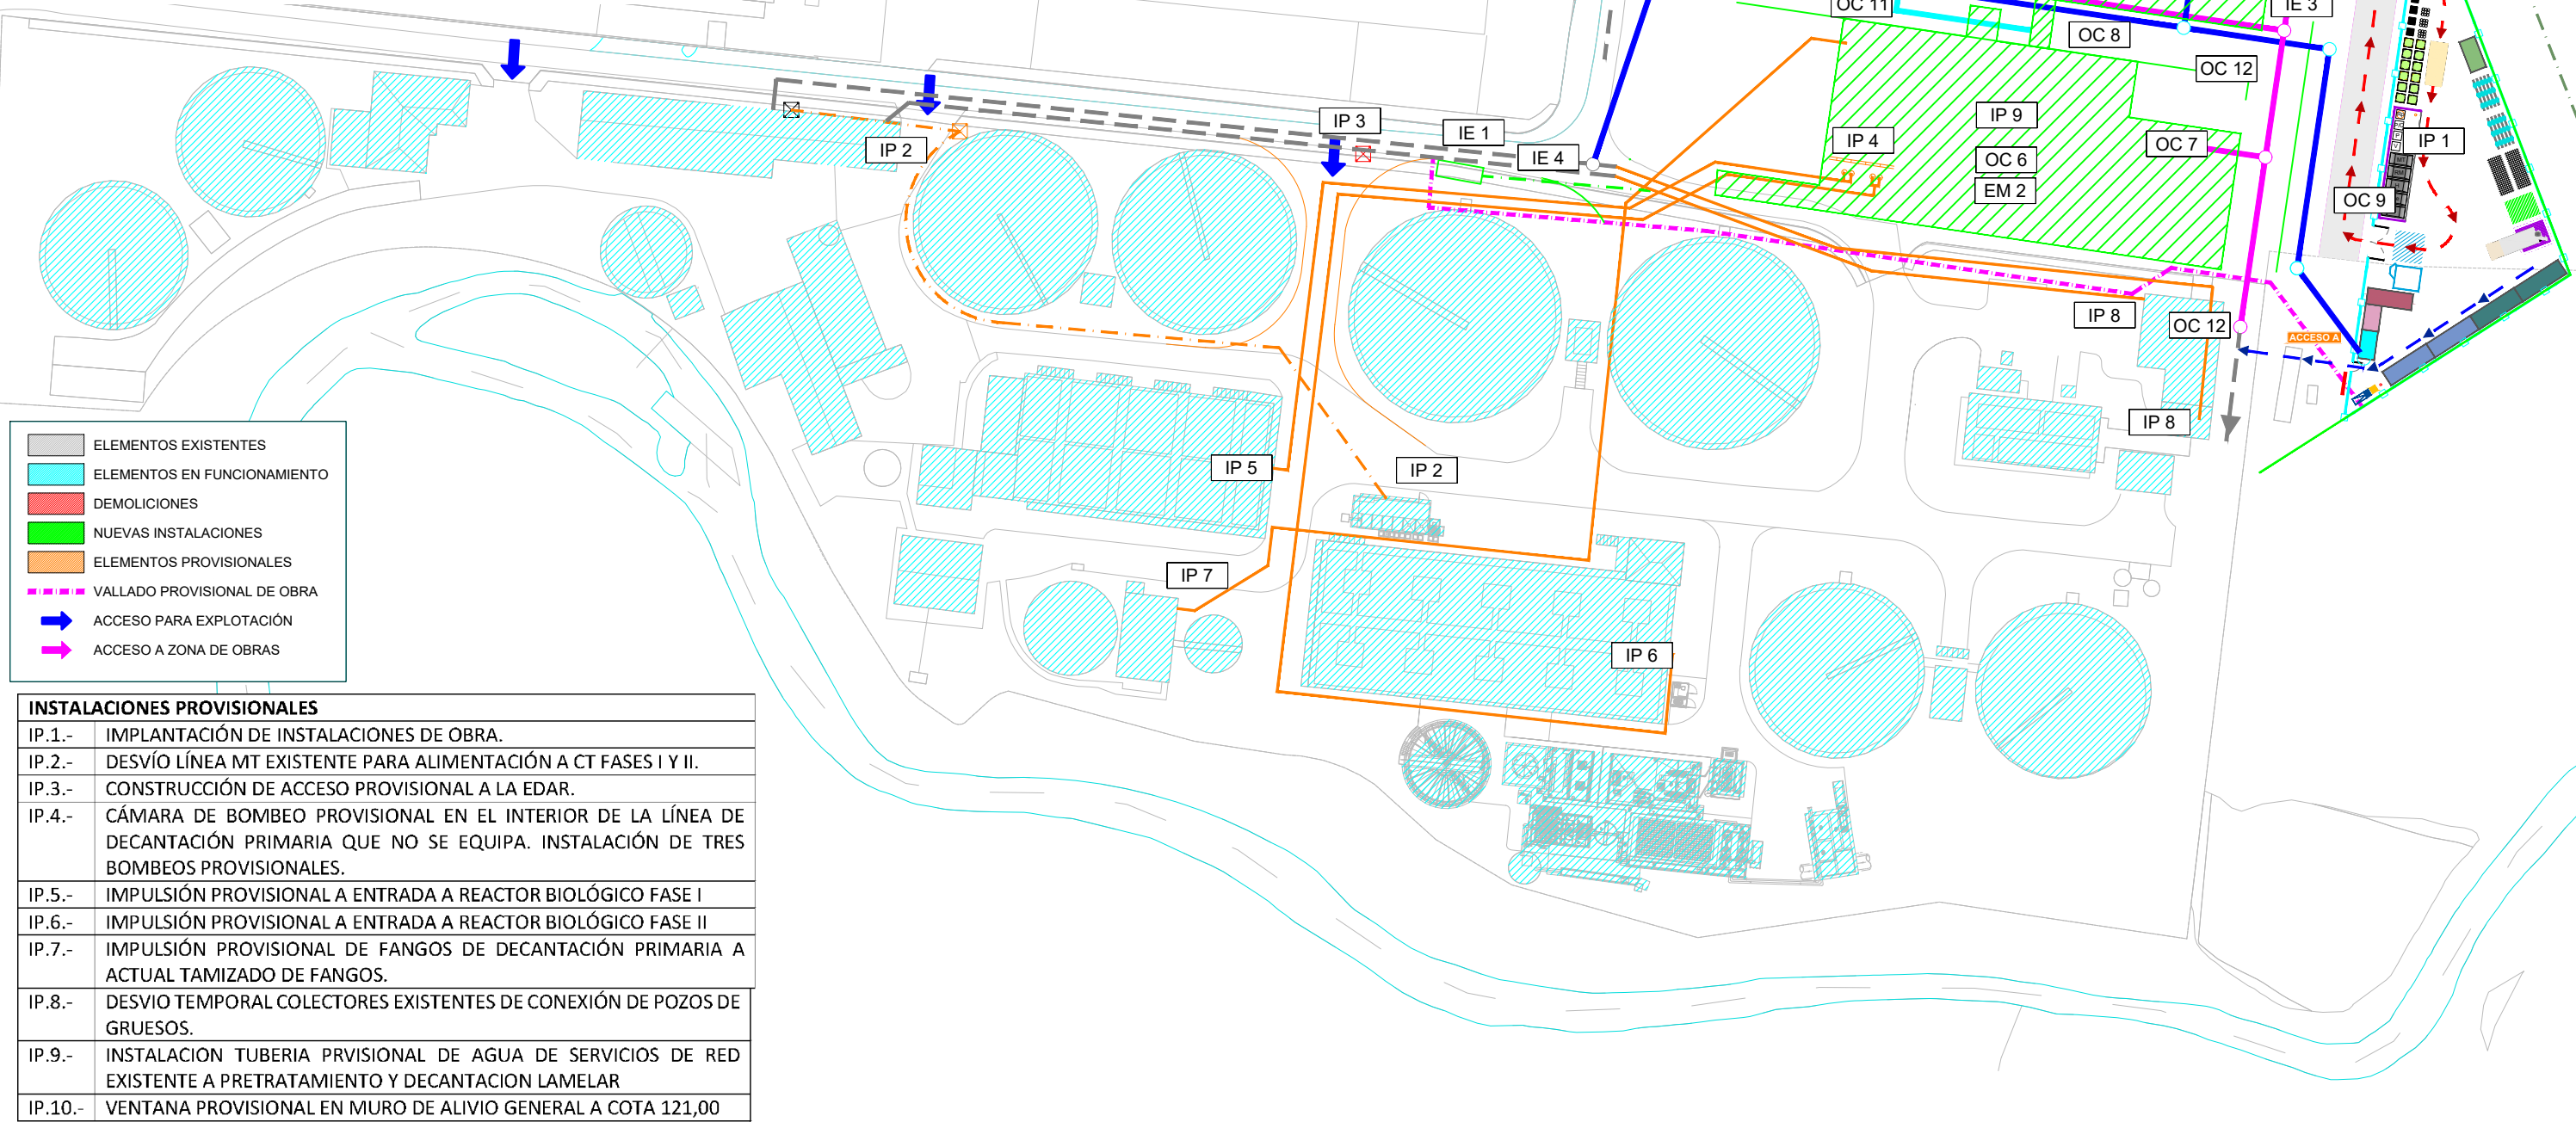 OC 11
IE 3
OC 8
OC 12
IP 3
IE 1
IP 9
IP 4
IP 1
IP 2
IE 4
OC 7
OC 6
EM 2
OC 9
IP 8
OC 12
ACCESO A
IP 8
IP 5
IP 2
IP 7
IP 6
ELEMENTOS EXISTENTES
ELEMENTOS EN FUNCIONAMIENTO
DEMOLICIONES
NUEVAS INSTALACIONES
ELEMENTOS PROVISIONALES
VALLADO PROVISIONAL DE OBRA
ACCESO PARA EXPLOTACIÓN
ACCESO A ZONA DE OBRAS
INSTALACIONES PROVISIONALES
IP.1.- IMPLANTACIÓN DE INSTALACIONES DE OBRA.
IP.2.- DESVÍO LÍNEA MT EXISTENTE PARA ALIMENTACIÓN A CT FASES I Y II.
IP.3.- CONSTRUCCIÓN DE ACCESO PROVISIONAL A LA EDAR.
IP.4.- CÁMARA DE BOMBEO PROVISIONAL EN EL INTERIOR DE LA LÍNEA DE
DECANTACIÓN PRIMARIA QUE NO SE EQUIPA. INSTALACIÓN DE TRES
BOMBEOS PROVISIONALES.
IP.5.- IMPULSIÓN PROVISIONAL A ENTRADA A REACTOR BIOLÓGICO FASE I
IP.6.- IMPULSIÓN PROVISIONAL A ENTRADA A REACTOR BIOLÓGICO FASE II
IP.7.- IMPULSIÓN PROVISIONAL DE FANGOS DE DECANTACIÓN PRIMARIA A
ACTUAL TAMIZADO DE FANGOS.
IP.8.- DESVIO TEMPORAL COLECTORES EXISTENTES DE CONEXIÓN DE POZOS DE
GRUESOS.
IP.9.- INSTALACION TUBERIA PRVISIONAL DE AGUA DE SERVICIOS DE RED
EXISTENTE A PRETRATAMIENTO Y DECANTACION LAMELAR
IP.10.- VENTANA PROVISIONAL EN MURO DE ALIVIO GENERAL A COTA 121,00